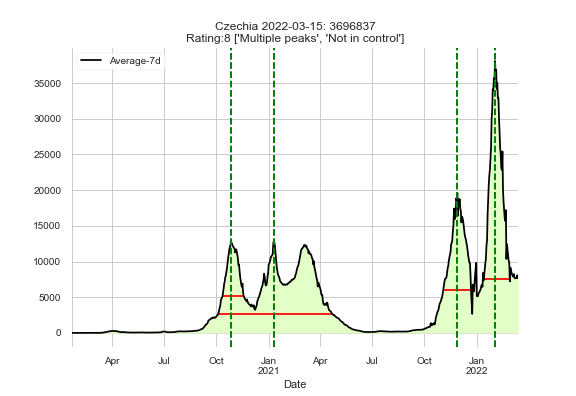 Czechia 2022-03-15: 3696837
Rating:8 ['Multiple peaks', 'Not in control']
Average-7d
35000
30000
25000
20000
15000
10000
5000
0
Apr Jul Oct Jan Apr Jul Oct Jan
2021 2022
Date